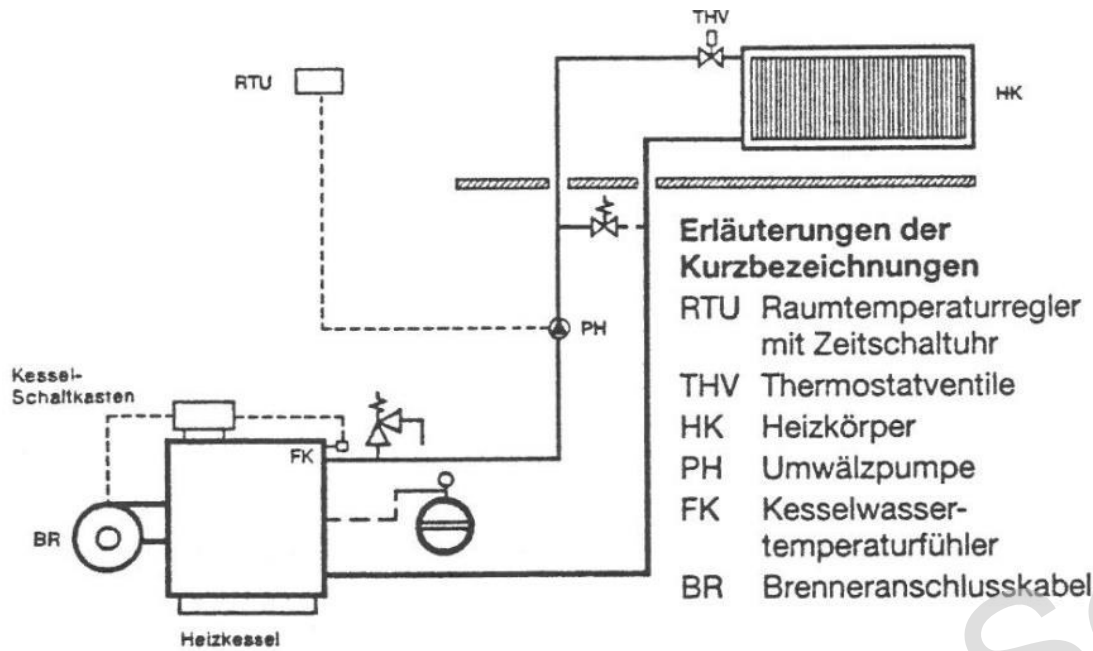 THV
RTU
HK
Erläuterungen der
Kurzbezeichnungen
RTU Raumtemperaturregler
mit Zeitschaltuhr
THV Thermostatventile
HK Heizkörper
PH Umwälzpumpe
FK Kesselwasser-
temperaturfühler
BR Brenneranschlusskabel
PH
Kessel-
Schaltkasten
FK
BR
Heizkessel